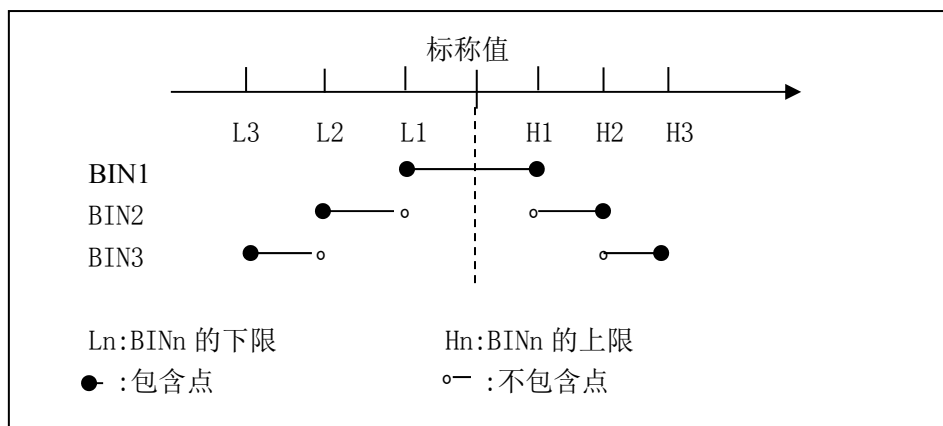 标称值
L3 L2 L1 H1 H2 H3
BIN1
BIN2
BIN3
Ln:BINn 的下限 Hn:BINn 的上限
:包含点 :不包含点